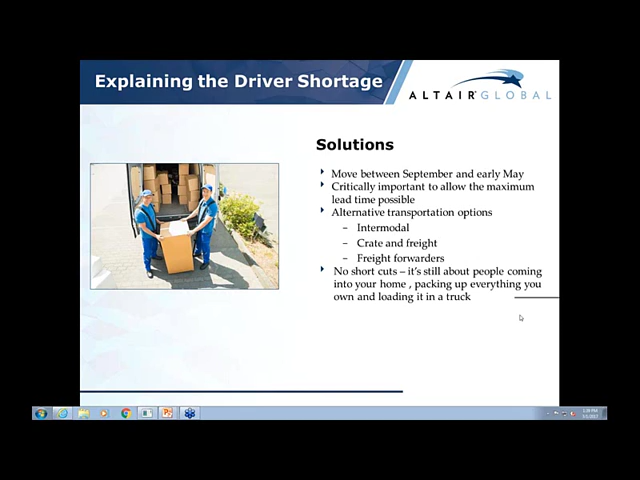 Explaining the Driver Shortage
ALTAIR GLOBAL
Solutions
Move between September and early May
Critically important to allow the maximum
lead time possible
Alternative transportation options
– Intermodal
– Crate and freight
– Freight forwarders
No short cuts – it's still about people coming
into your home , packing up everything you
own and loading it in a truck